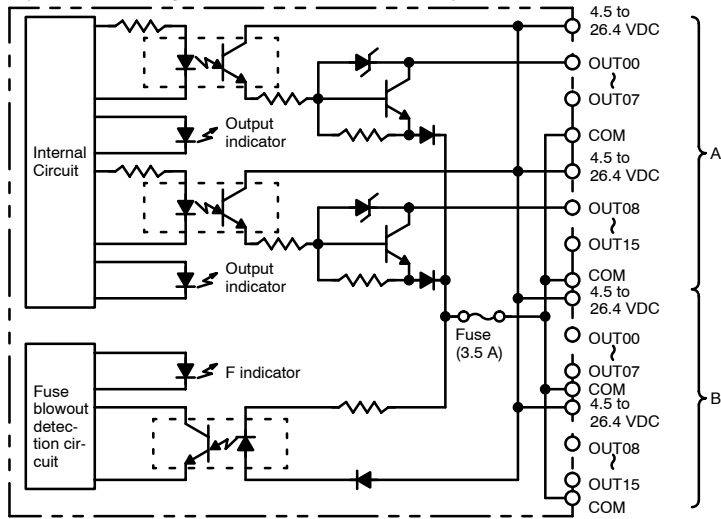 4.5 to
26.4 VDC
OUT00
OUT07
COM
4.5 to
26.4 VDC
OUT08
OUT15
COM
4.5 to
26.4 VDC
OUT00
OUT07
COM
4.5 to
26.4 VDC
OUT08
OUT15
COM
A
B
Internal
Circuit
Output
indicator
Output
indicator
Fuse
(3.5 A)
F indicator
Fuse
blowout
detec-
tion cir-
cuit